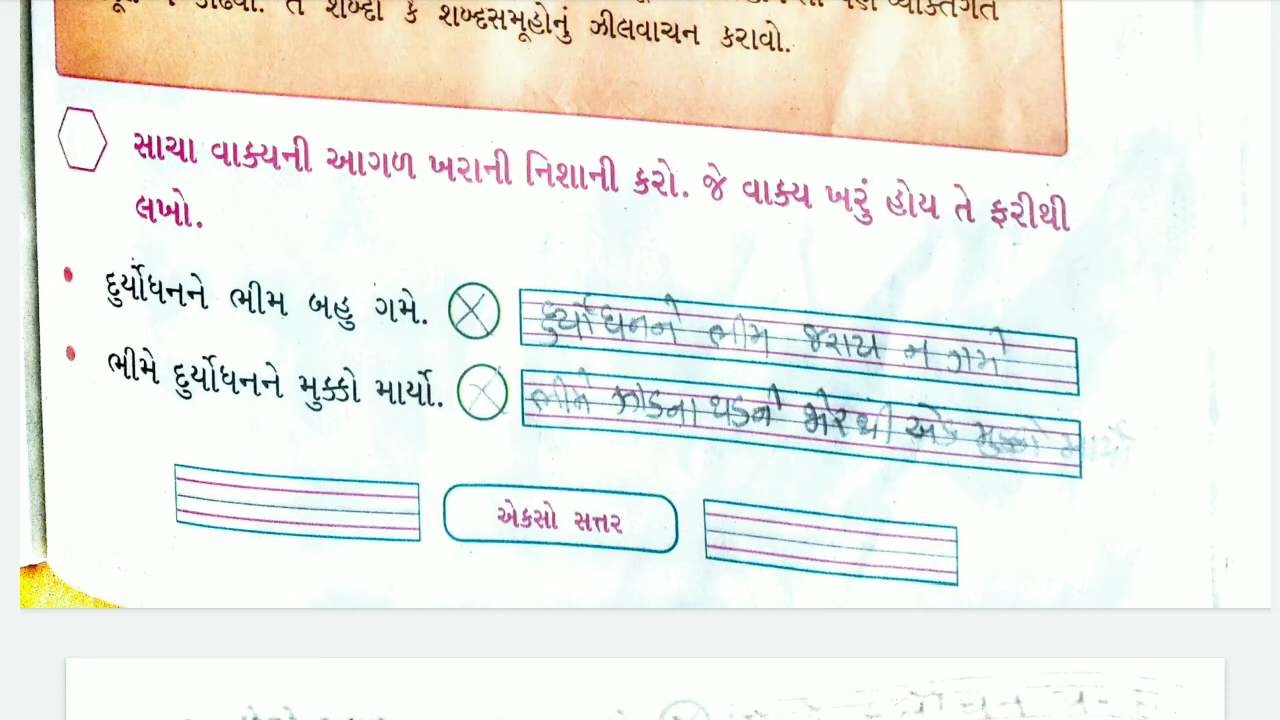 તે શબ્દો કે શબ્દસમૂહોનું ઝીલવાચન કરાવો.
સાચા વાક્યની આગળ ખરાની નિશાની કરો. જે વાક્ય ખરું હોય તે ફરીથી
લખો.
• દુર્યોધનને ભીમ બહુ ગમે. દુર્યોધનને ભીમ જરાય ન ગમે
• ભીમે દુર્યોધનને મુક્કો માર્યો. ભીમે ઝાડના થડને જોરથી એક મુક્કો માર્યો
એકસો સત્તર